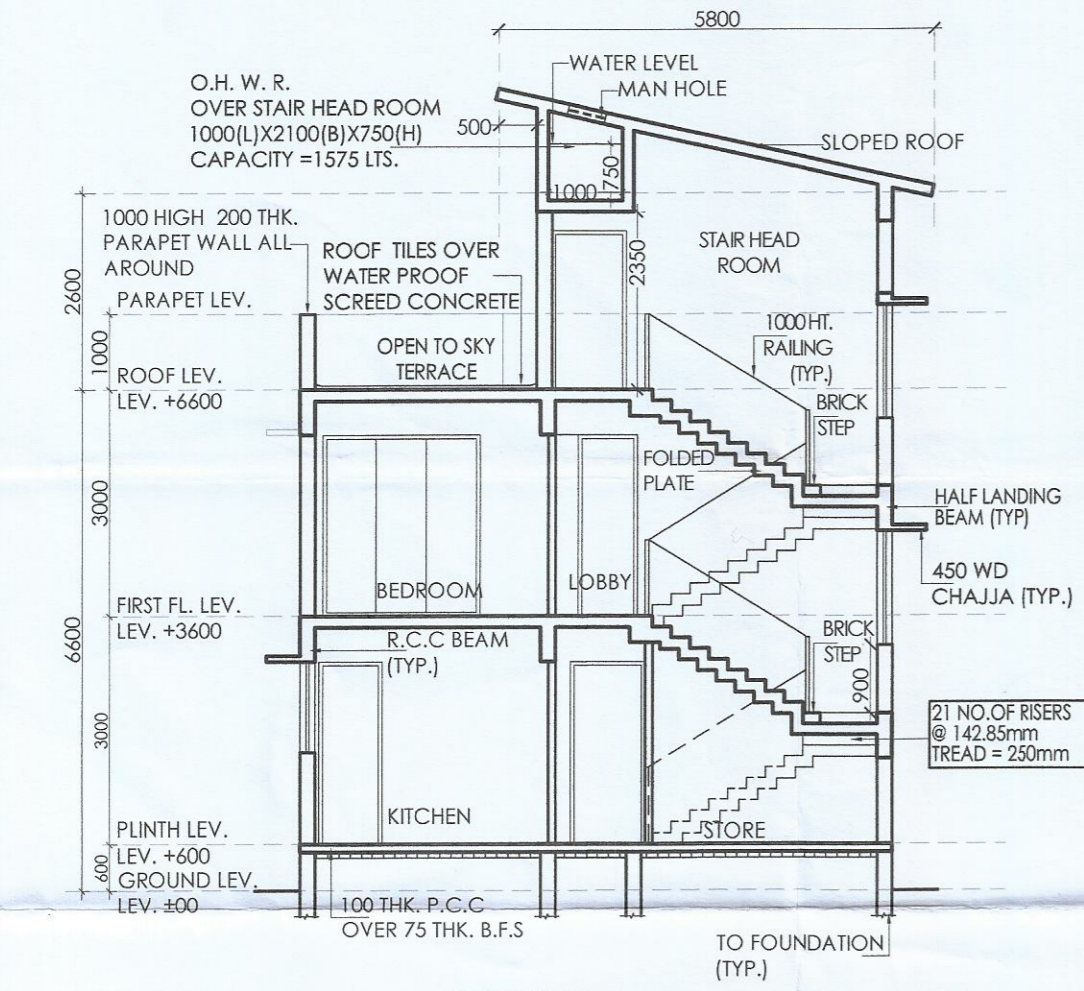 5800
WATER LEVEL
MAN HOLE
O.H. W. R.
OVER STAIR HEAD ROOM
1000(L)X2100(B)X750(H)
CAPACITY =1575 LTS.
500
SLOPED ROOF
750
1000
1000 HIGH 200 THK.
PARAPET WALL ALL
AROUND
PARAPET LEV.
ROOF TILES OVER
WATER PROOF
SCREED CONCRETE
STAIR HEAD
ROOM
2350
2600
1000
1000 HT.
RAILING
(TYP.)
OPEN TO SKY
TERRACE
ROOF LEV.
LEV. +6600
BRICK
STEP
FOLDED
PLATE
3000
HALF LANDING
BEAM (TYP)
450 WD
CHAJJA (TYP.)
BEDROOM
LOBBY
FIRST FL. LEV.
LEV. +3600
R.C.C BEAM
(TYP.)
6600
BRICK
STEP
900
21 NO.OF RISERS
@ 142.85mm
TREAD = 250mm
3000
KITCHEN
STORE
PLINTH LEV.
LEV. +600
GROUND LEV.
LEV. ±00
600
100 THK. P.C.C
OVER 75 THK. B.F.S
TO FOUNDATION
(TYP.)